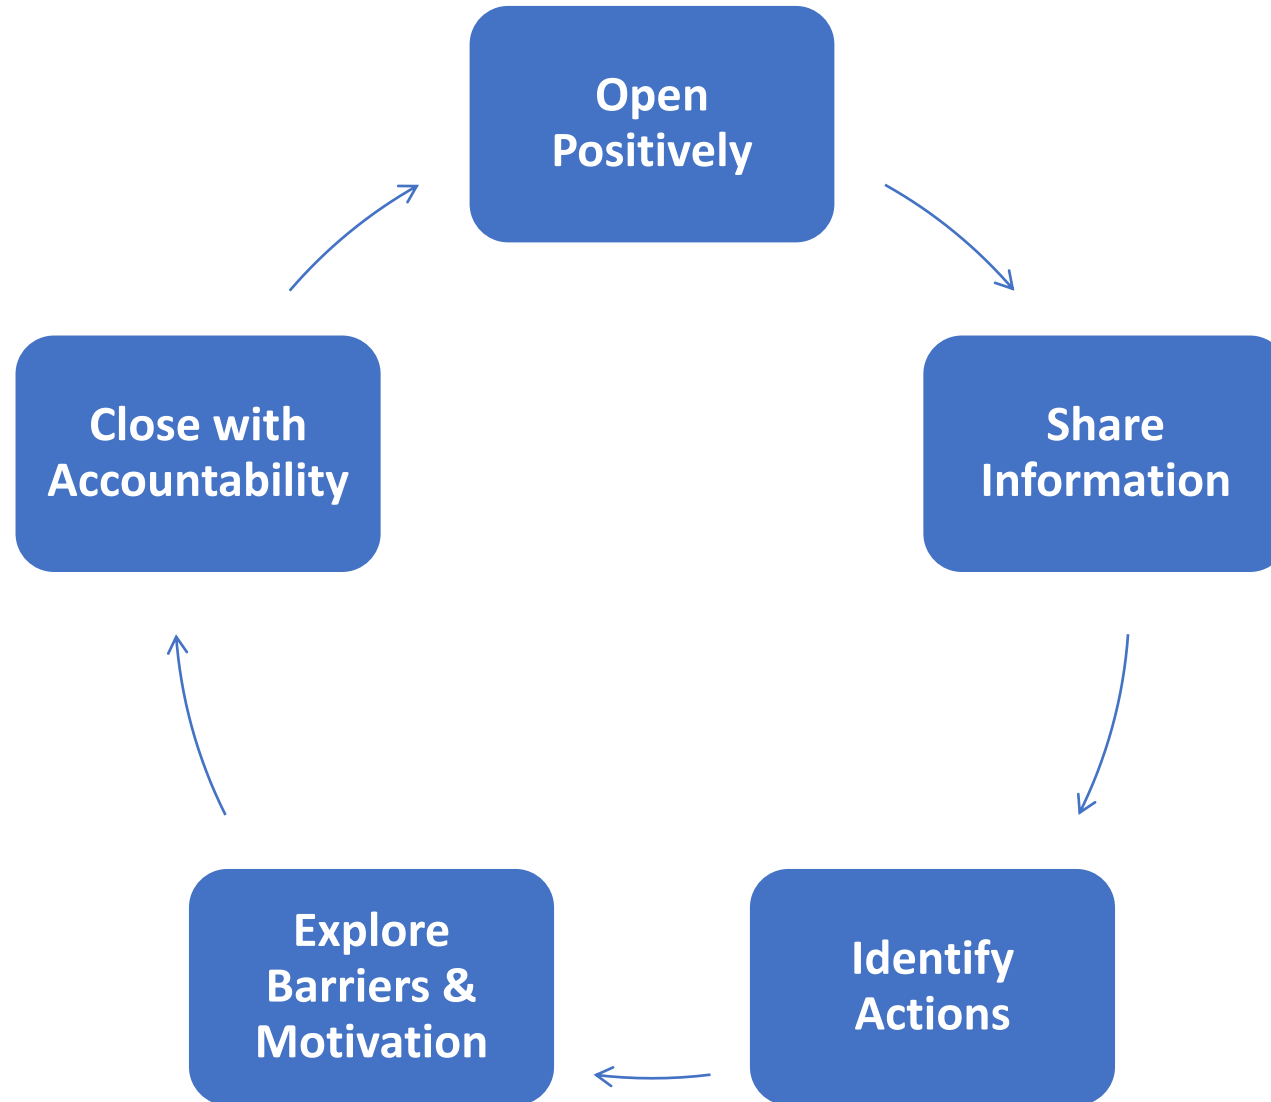 Open
Positively
Share
Information
Identify
Actions
Explore
Barriers &
Motivation
Close with
Accountability